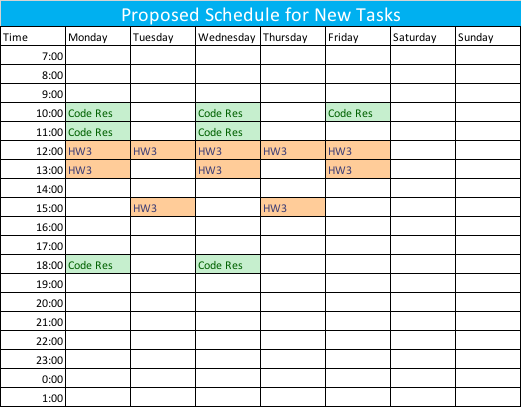 Proposed Schedule for New Tasks
Time Monday Tuesday Wednesday Thursday Friday Saturday Sunday
7:00
8:00
9:00
10:00 Code Res Code Res Code Res
11:00 Code Res Code Res
12:00 HW3 HW3 HW3 HW3 HW3
13:00 HW3 HW3 HW3
14:00
15:00 HW3 HW3
16:00
17:00
18:00 Code Res Code Res
19:00
20:00
21:00
22:00
23:00
0:00
1:00